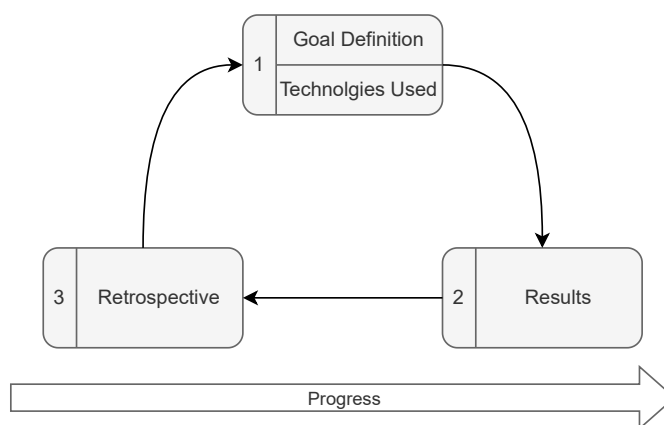 1
Goal Definition
Technolgies Used
3
Retrospective
2
Results
Progress